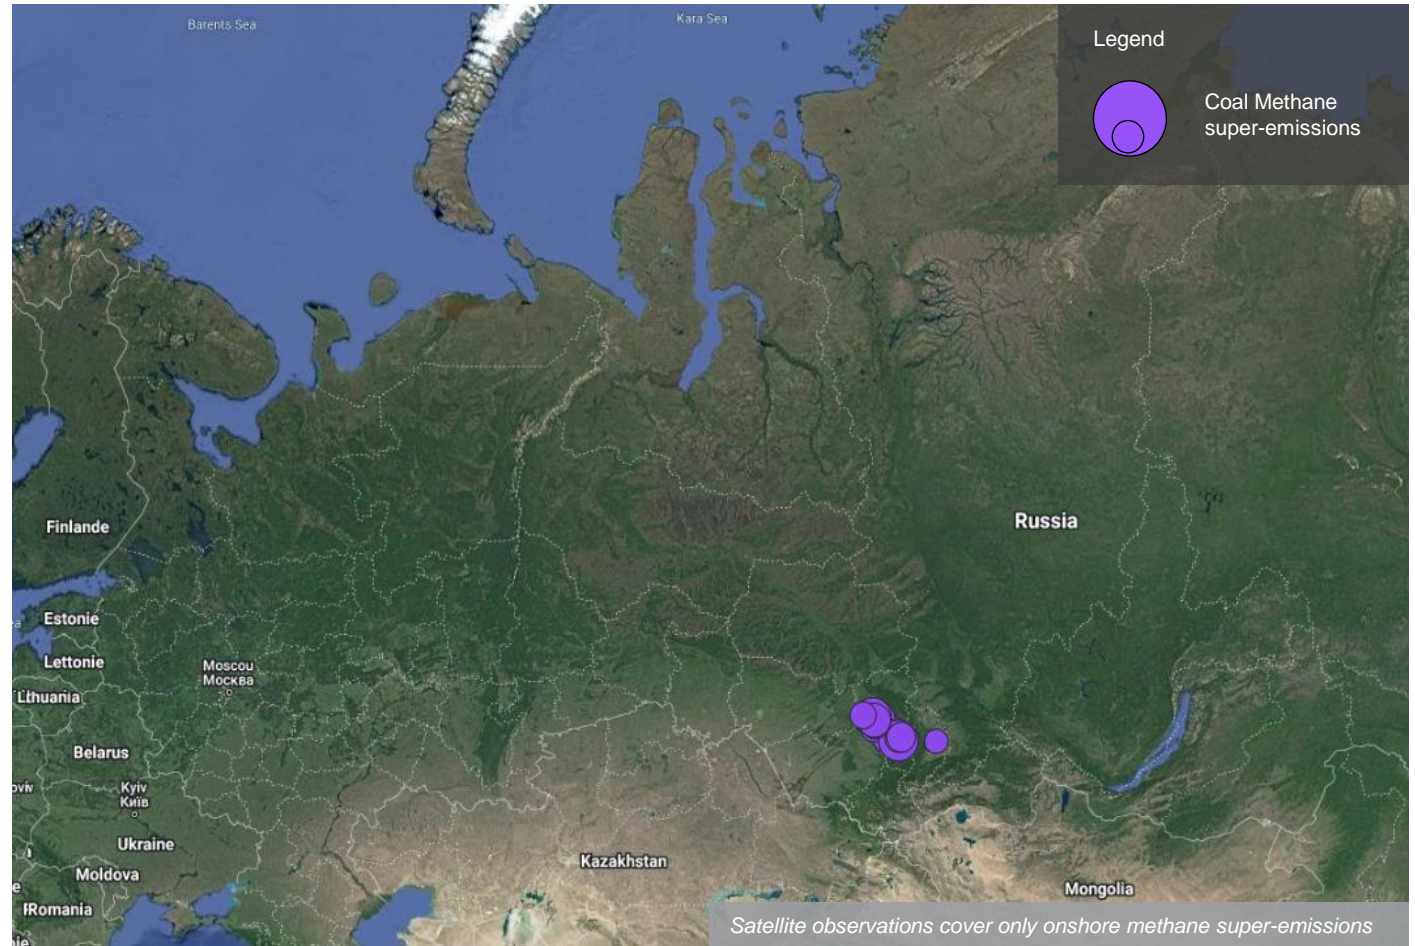 Barents Sea
Kara Sea
Legend
Coal Methane
super-emissions
Finlande
Russia
Estonie
Lettonie
Moscou
Москва
Lthuania
Belarus
Kyiv
Київ
Ukraine
Kazakhstan
Moldova
Mongolia
Romania
Satellite observations cover only onshore methane super-emissions